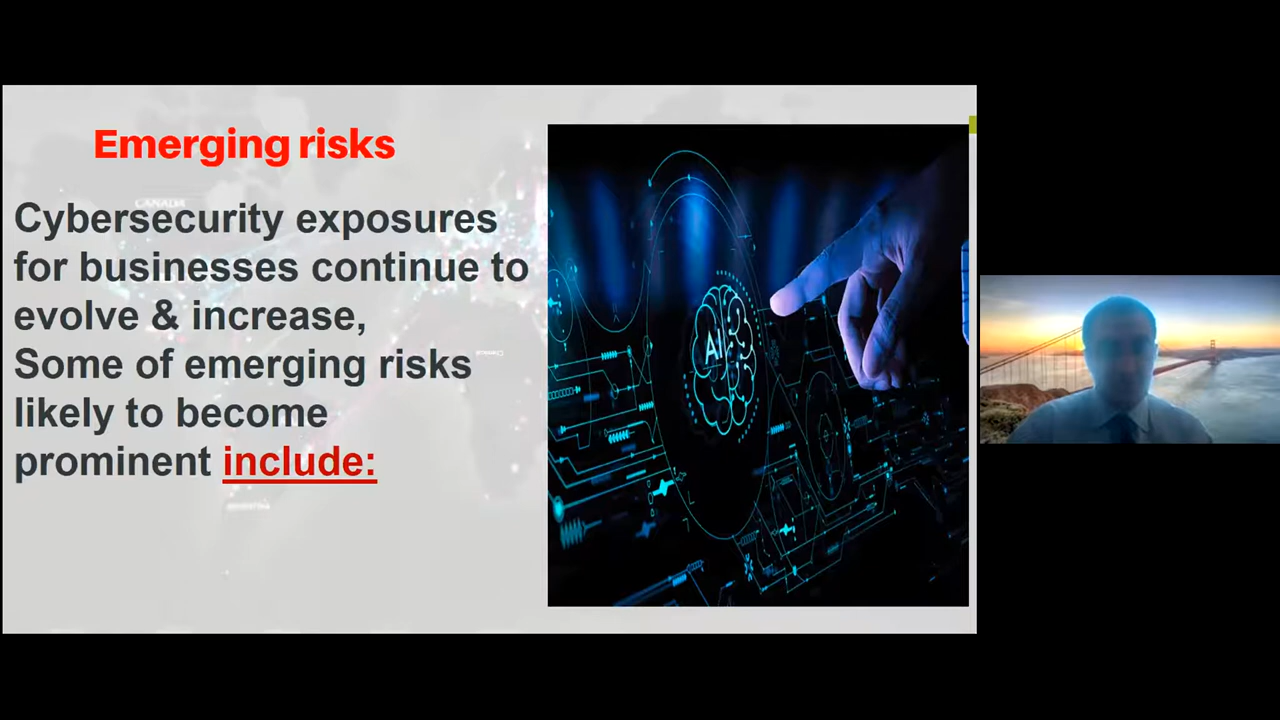 Emerging risks
Cybersecurity exposures
for businesses continue to
evolve & increase,
Some of emerging risks
likely to become
prominent include:
CANADA
AI